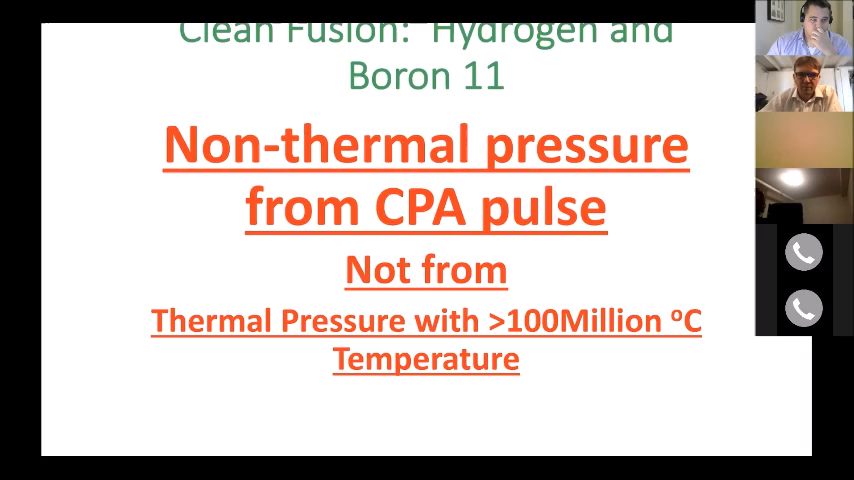 Clean Fusion: Hydrogen and
Boron 11
Non-thermal pressure
from CPA pulse
Not from
Thermal Pressure with >100Million ºC
Temperature